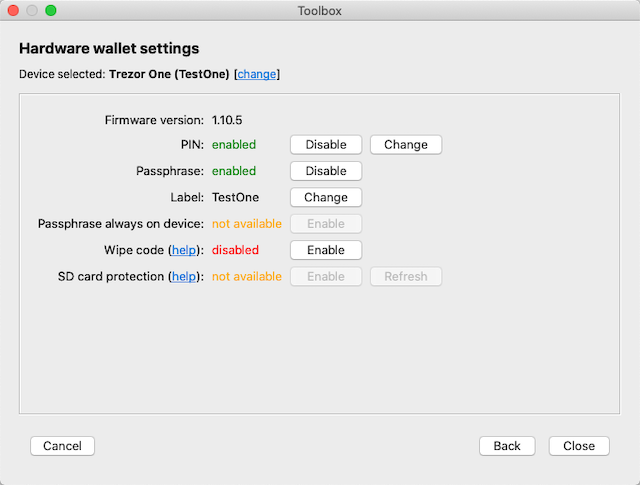 Toolbox
Hardware wallet settings
Device selected: Trezor One (TestOne) [change]
Firmware version: 1.10.5
PIN: enabled Disable Change
Passphrase: enabled Disable
Label: TestOne Change
Passphrase always on device: not available Enable
Wipe code (help): disabled Enable
SD card protection (help): not available Enable Refresh
Cancel Back Close